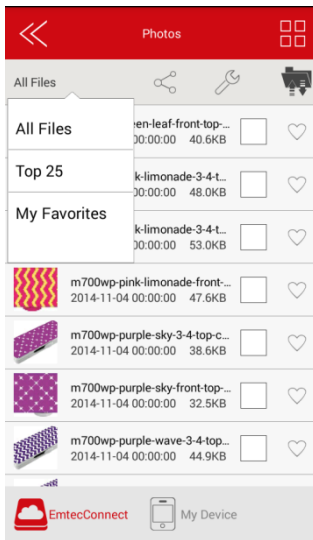 Photos
All Files
All Files
Top 25
My Favorites
een-leaf-front-top-...
00:00:00 40.6KB
k-limonade-3-4-t...
00:00:00 48.0KB
k-limonade-3-4-t...
00:00:00 53.0KB
m700wp-pink-limonade-front-...
2014-11-04 00:00:00 47.6KB
m700wp-purple-sky-3-4-top-c...
2014-11-04 00:00:00 38.6KB
m700wp-purple-sky-front-top-...
2014-11-04 00:00:00 32.5KB
m700wp-purple-wave-3-4-top...
2014-11-04 00:00:00 44.9KB
EmtecConnect
My Device